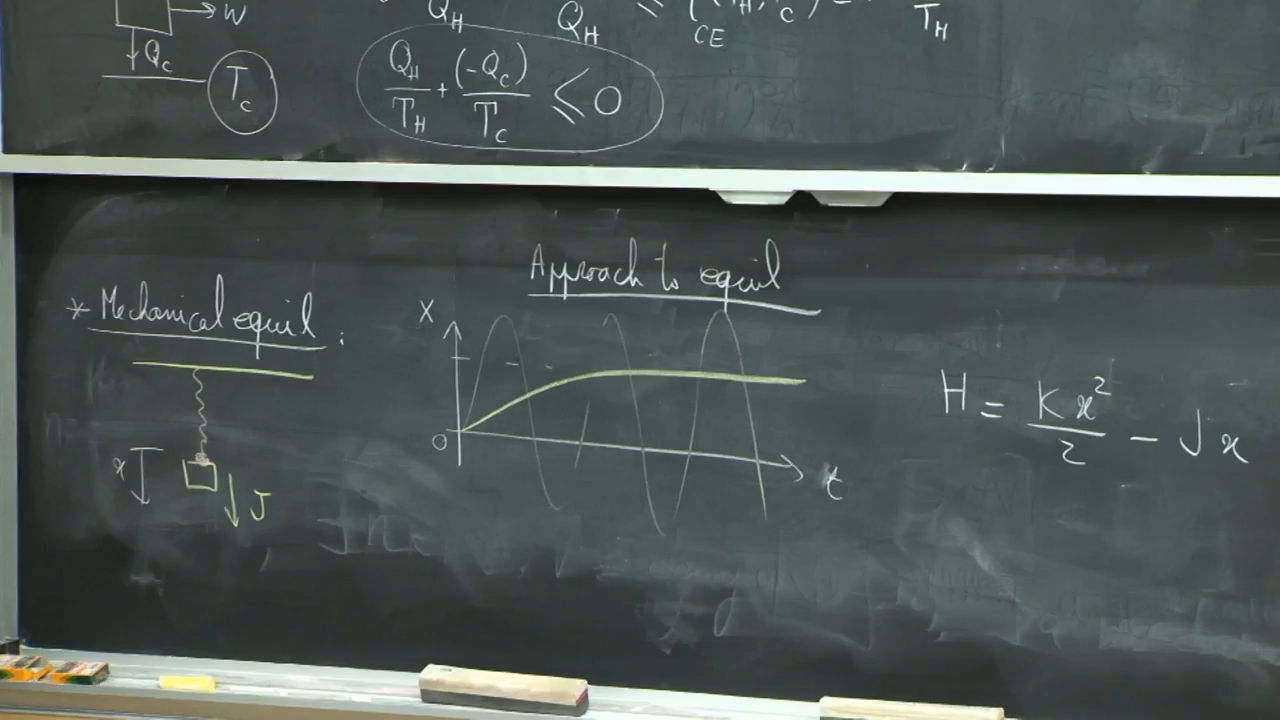 → W
Q_H Q_H ≤ T_H
CE
↓ Q_c
T_c
Q_H/T_H + (-Q_c)/T_c ≤ 0
Approach to equil
* Mechanical equil.
x
0
t
x
J
H = Kx²/2 - Jx